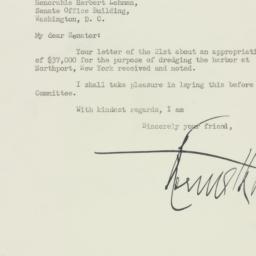 Honorable Herbert Lehman,
Senate Office Building,
Washington, D. C.
My dear Senator:
Your letter of the 21st about an appropriati
of $37,000 for the purpose of dredging the harbor at
Northport, New York received and noted.
I shall take pleasure in laying this before
Committee.
With kindest regards, I am
Sincerely your friend,